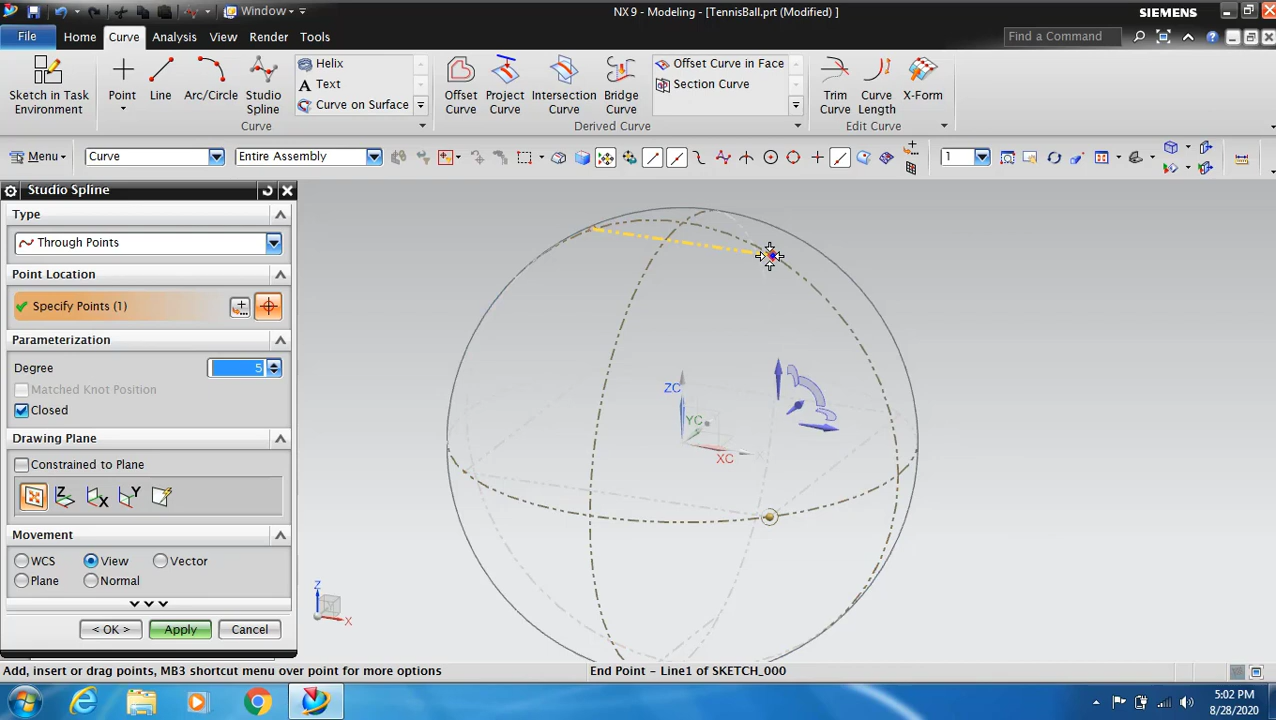 Window
NX 9 - Modeling - [TennisBall.prt (Modified) ]
SIEMENS
File Home Curve Analysis View Render Tools
Find a Command
Sketch in Task Environment
Point
Line
Arc/Circle
Studio Spline
Helix
Text
Curve on Surface
Curve
Offset Curve
Project Curve
Intersection Curve
Bridge Curve
Offset Curve in Face
Section Curve
Derived Curve
Trim Curve
Curve Length
X-Form
Edit Curve
Menu
Curve
Entire Assembly
1
Studio Spline
Type
Through Points
Point Location
Specify Points (1)
Parameterization
Degree
5
Matched Knot Position
Closed
Drawing Plane
Constrained to Plane
Movement
WCS View Vector
Plane Normal
< OK > Apply Cancel
ZC
YC
XC
Z
X
Add, insert or drag points, MB3 shortcut menu over point for more options
End Point - Line1 of SKETCH_000
5:02 PM
8/28/2020